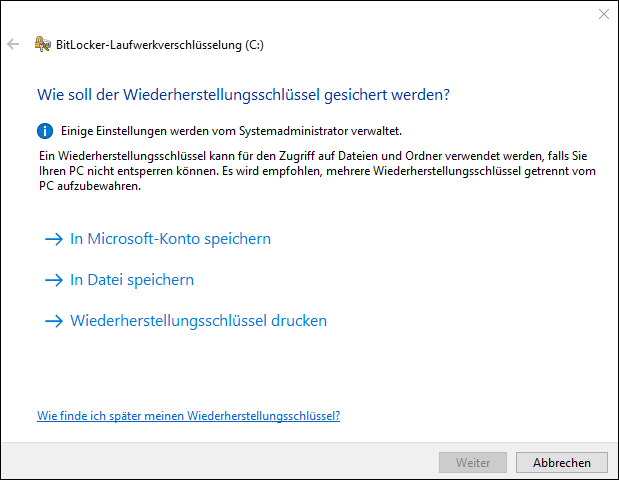 BitLocker-Laufwerkverschlüsselung (C:)
Wie soll der Wiederherstellungsschlüssel gesichert werden?
Einige Einstellungen werden vom Systemadministrator verwaltet.
Ein Wiederherstellungsschlüssel kann für den Zugriff auf Dateien und Ordner verwendet werden, falls Sie
Ihren PC nicht entsperren können. Es wird empfohlen, mehrere Wiederherstellungsschlüssel getrennt vom
PC aufzubewahren.
In Microsoft-Konto speichern
In Datei speichern
Wiederherstellungsschlüssel drucken
Wie finde ich später meinen Wiederherstellungsschlüssel?
Weiter
Abbrechen